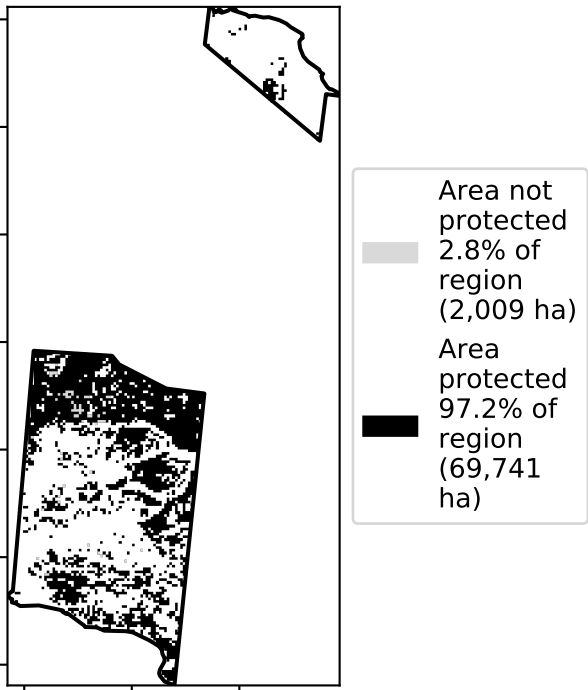 Area not
protected
2.8% of
region
(2,009 ha)
Area
protected
97.2% of
region
(69,741
ha)